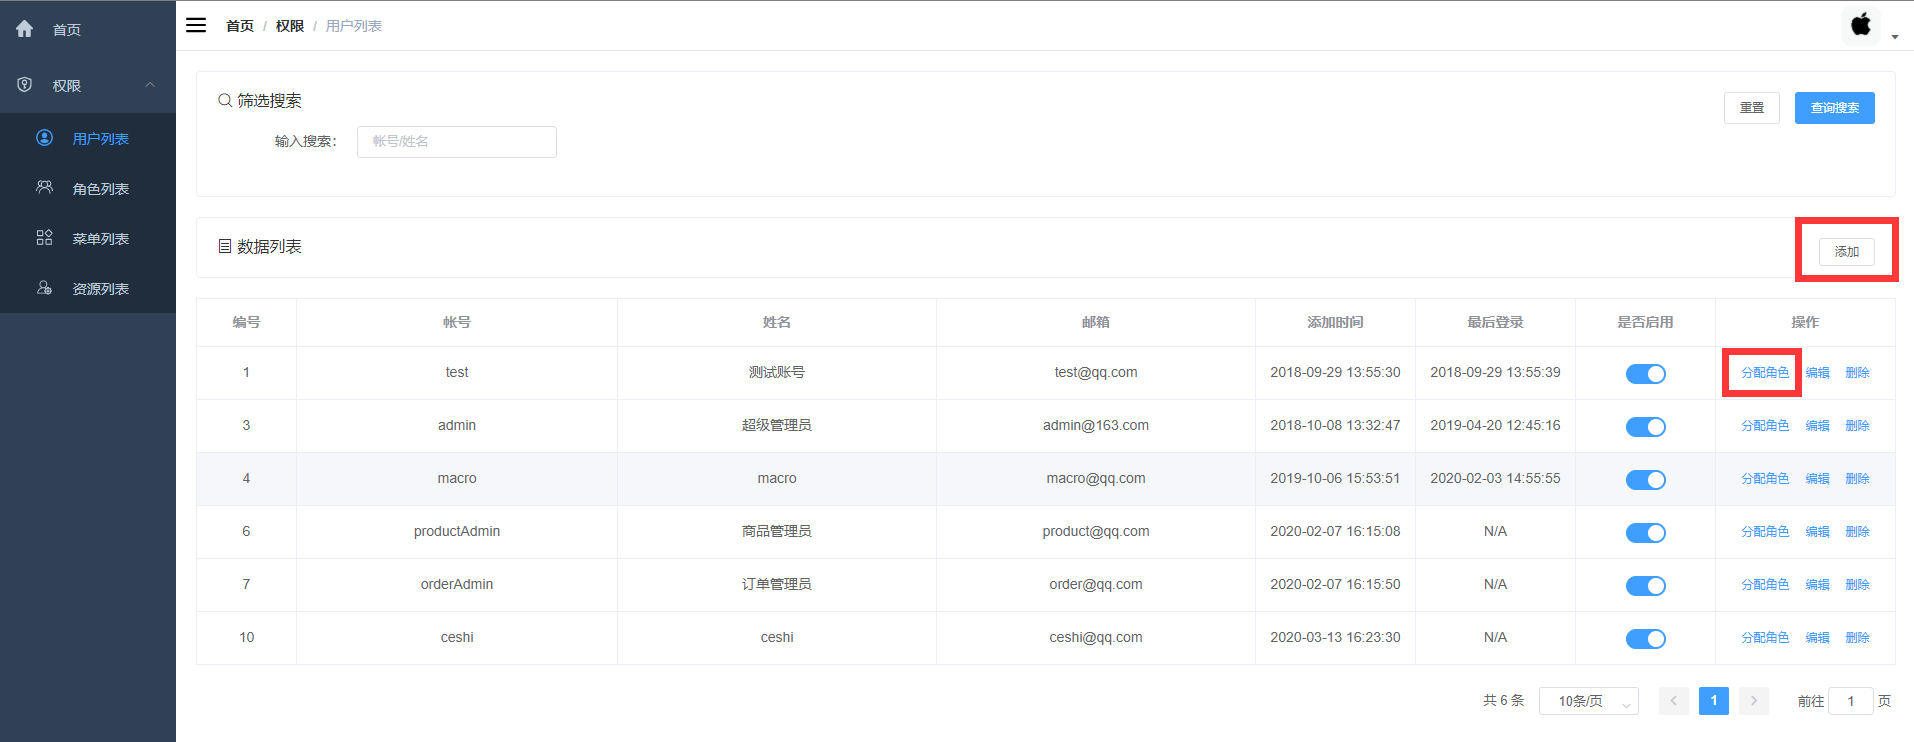 首页
权限
用户列表
角色列表
菜单列表
资源列表
首页 / 权限 / 用户列表
筛选搜索
重置 查询搜索
输入搜索： 帐号/姓名
数据列表 添加
编号 帐号 姓名 邮箱 添加时间 最后登录 是否启用 操作
1 test 测试账号 test@qq.com 2018-09-29 13:55:30 2018-09-29 13:55:39 分配角色 编辑 删除
3 admin 超级管理员 admin@163.com 2018-10-08 13:32:47 2019-04-20 12:45:16 分配角色 编辑 删除
4 macro macro macro@qq.com 2019-10-06 15:53:51 2020-02-03 14:55:55 分配角色 编辑 删除
6 productAdmin 商品管理员 product@qq.com 2020-02-07 16:15:08 N/A 分配角色 编辑 删除
7 orderAdmin 订单管理员 order@qq.com 2020-02-07 16:15:50 N/A 分配角色 编辑 删除
10 ceshi ceshi ceshi@qq.com 2020-03-13 16:23:30 N/A 分配角色 编辑 删除
共 6 条 10条/页 1 前往 1 页